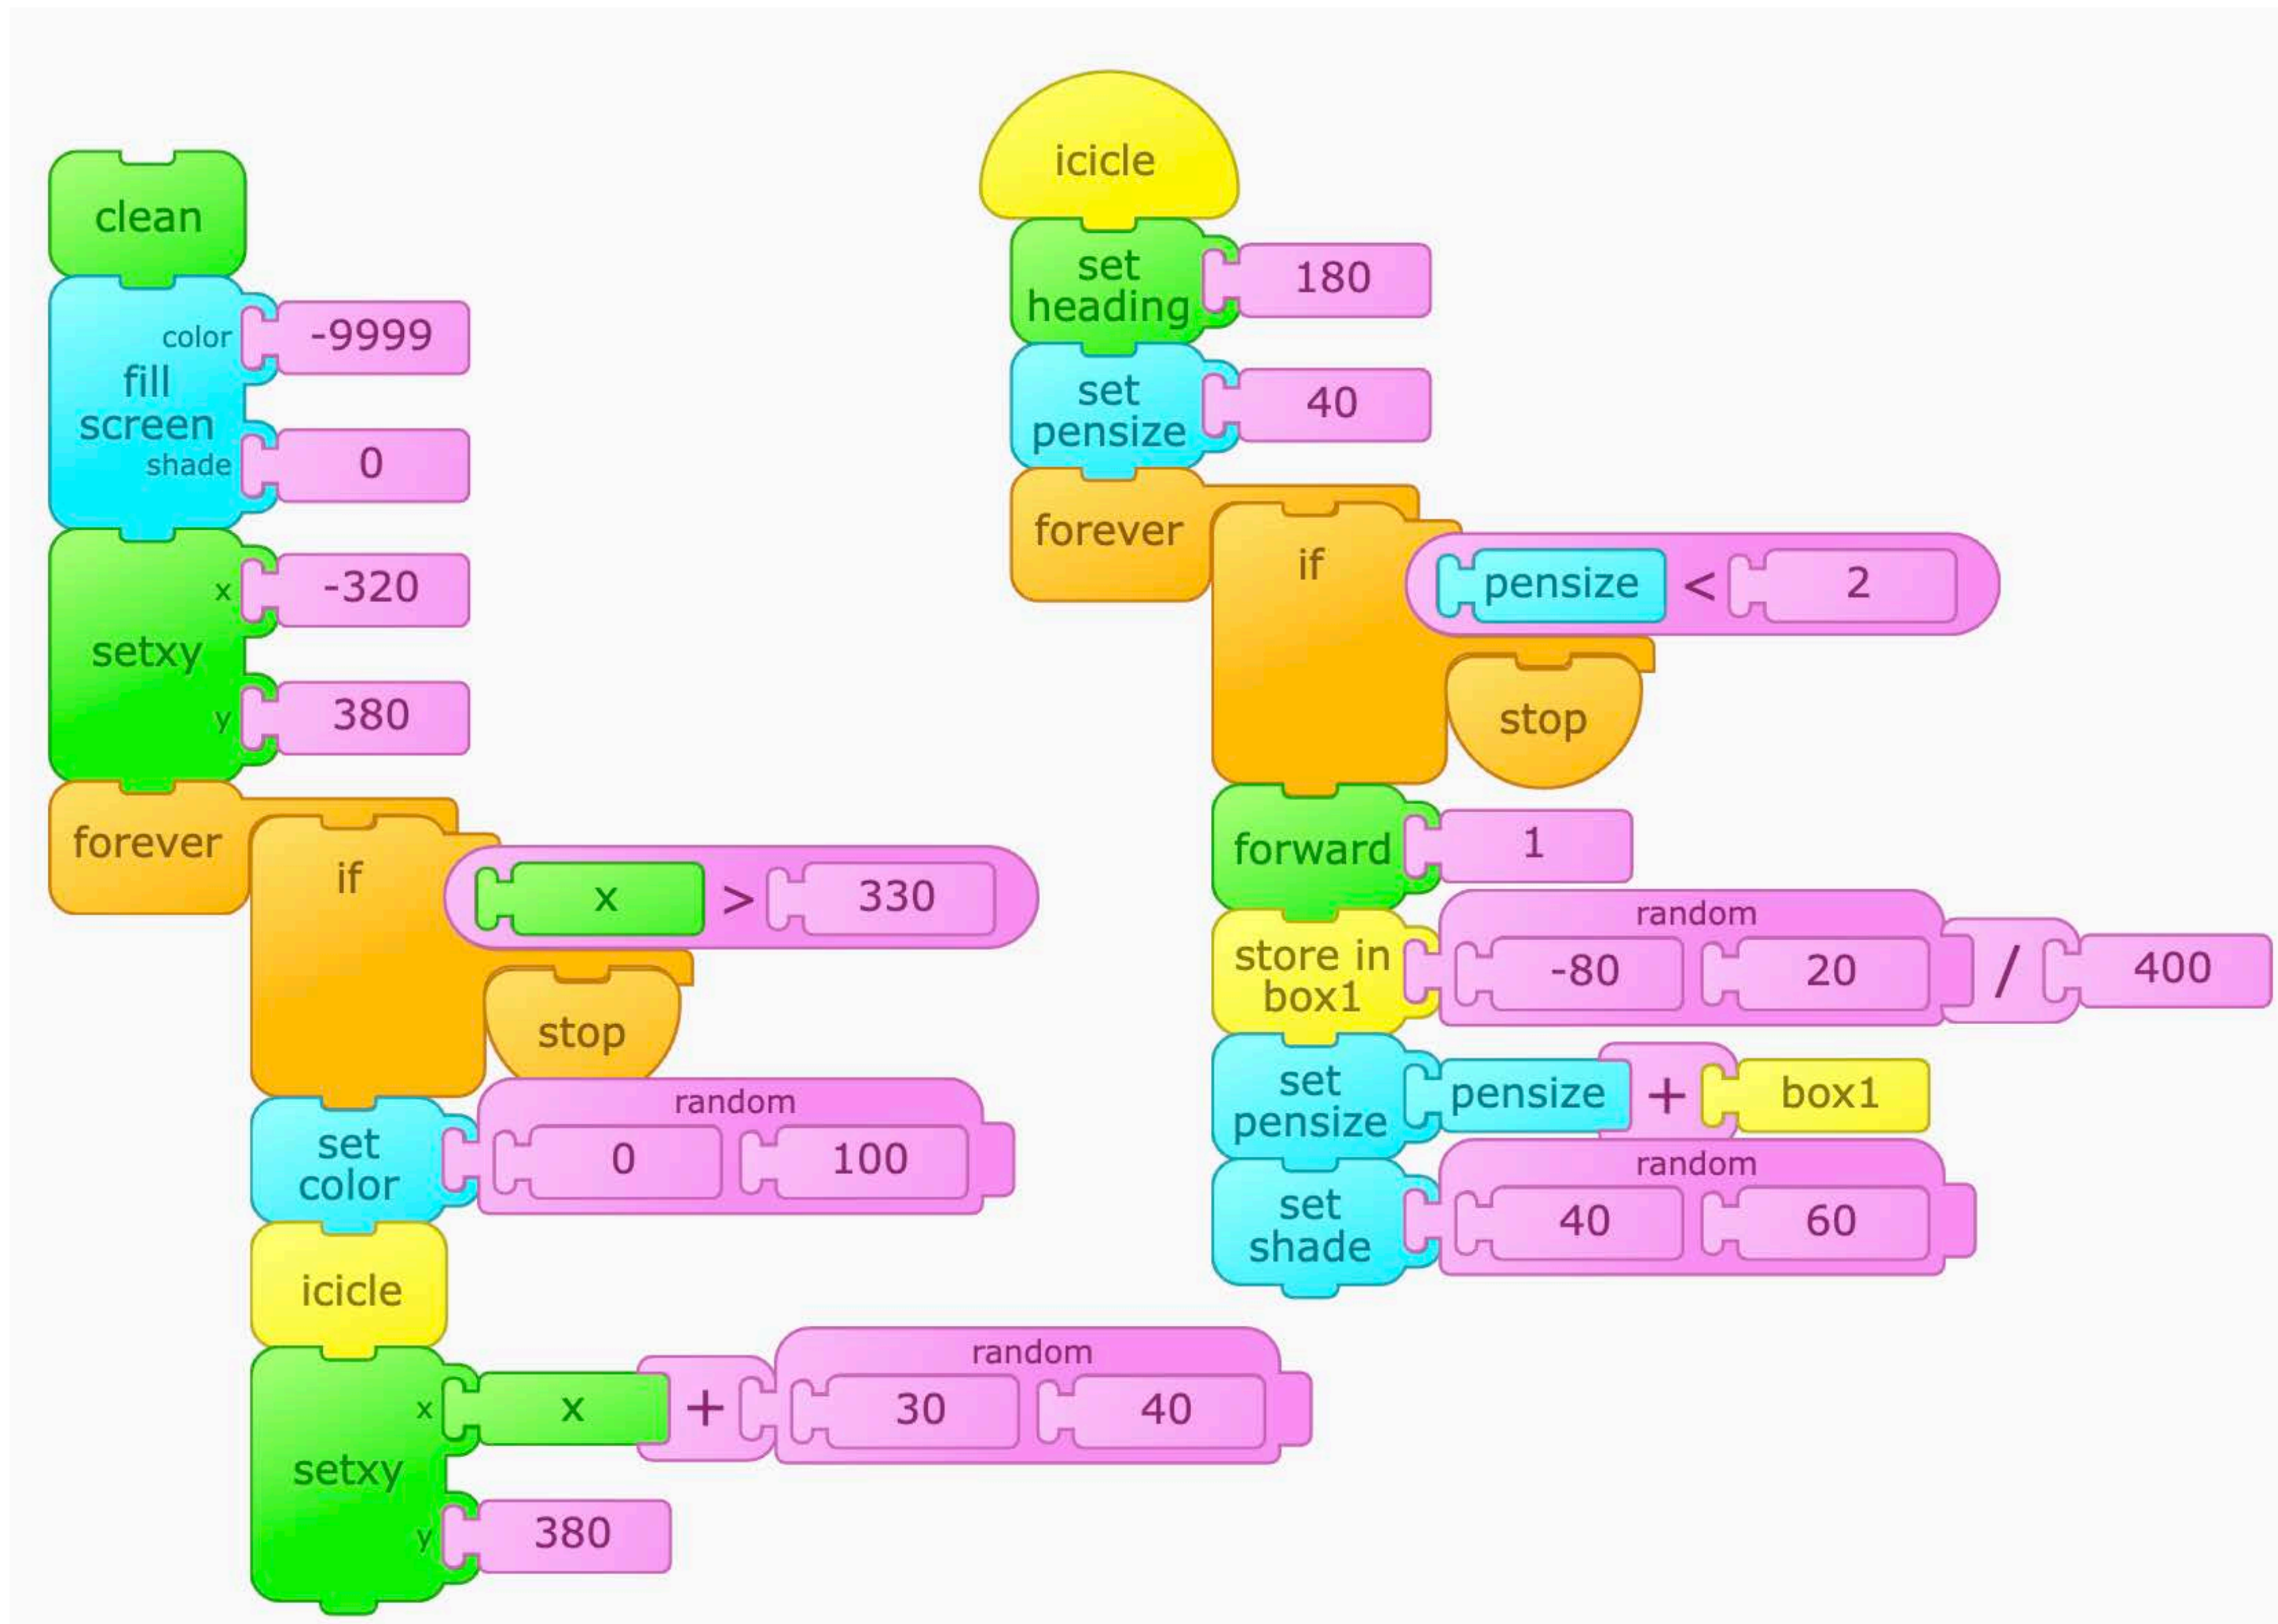 clean
color -9999
fill
screen
shade 0
x -320
setxy
y 380
forever
if x > 330
stop
random
set
color 0 100
icicle
random
x x + 30 40
setxy
y 380
icicle
set
heading 180
set
pensize 40
forever
if pensize < 2
stop
forward 1
random
store in
box1 -80 20 / 400
set
pensize pensize + box1
random
set
shade 40 60